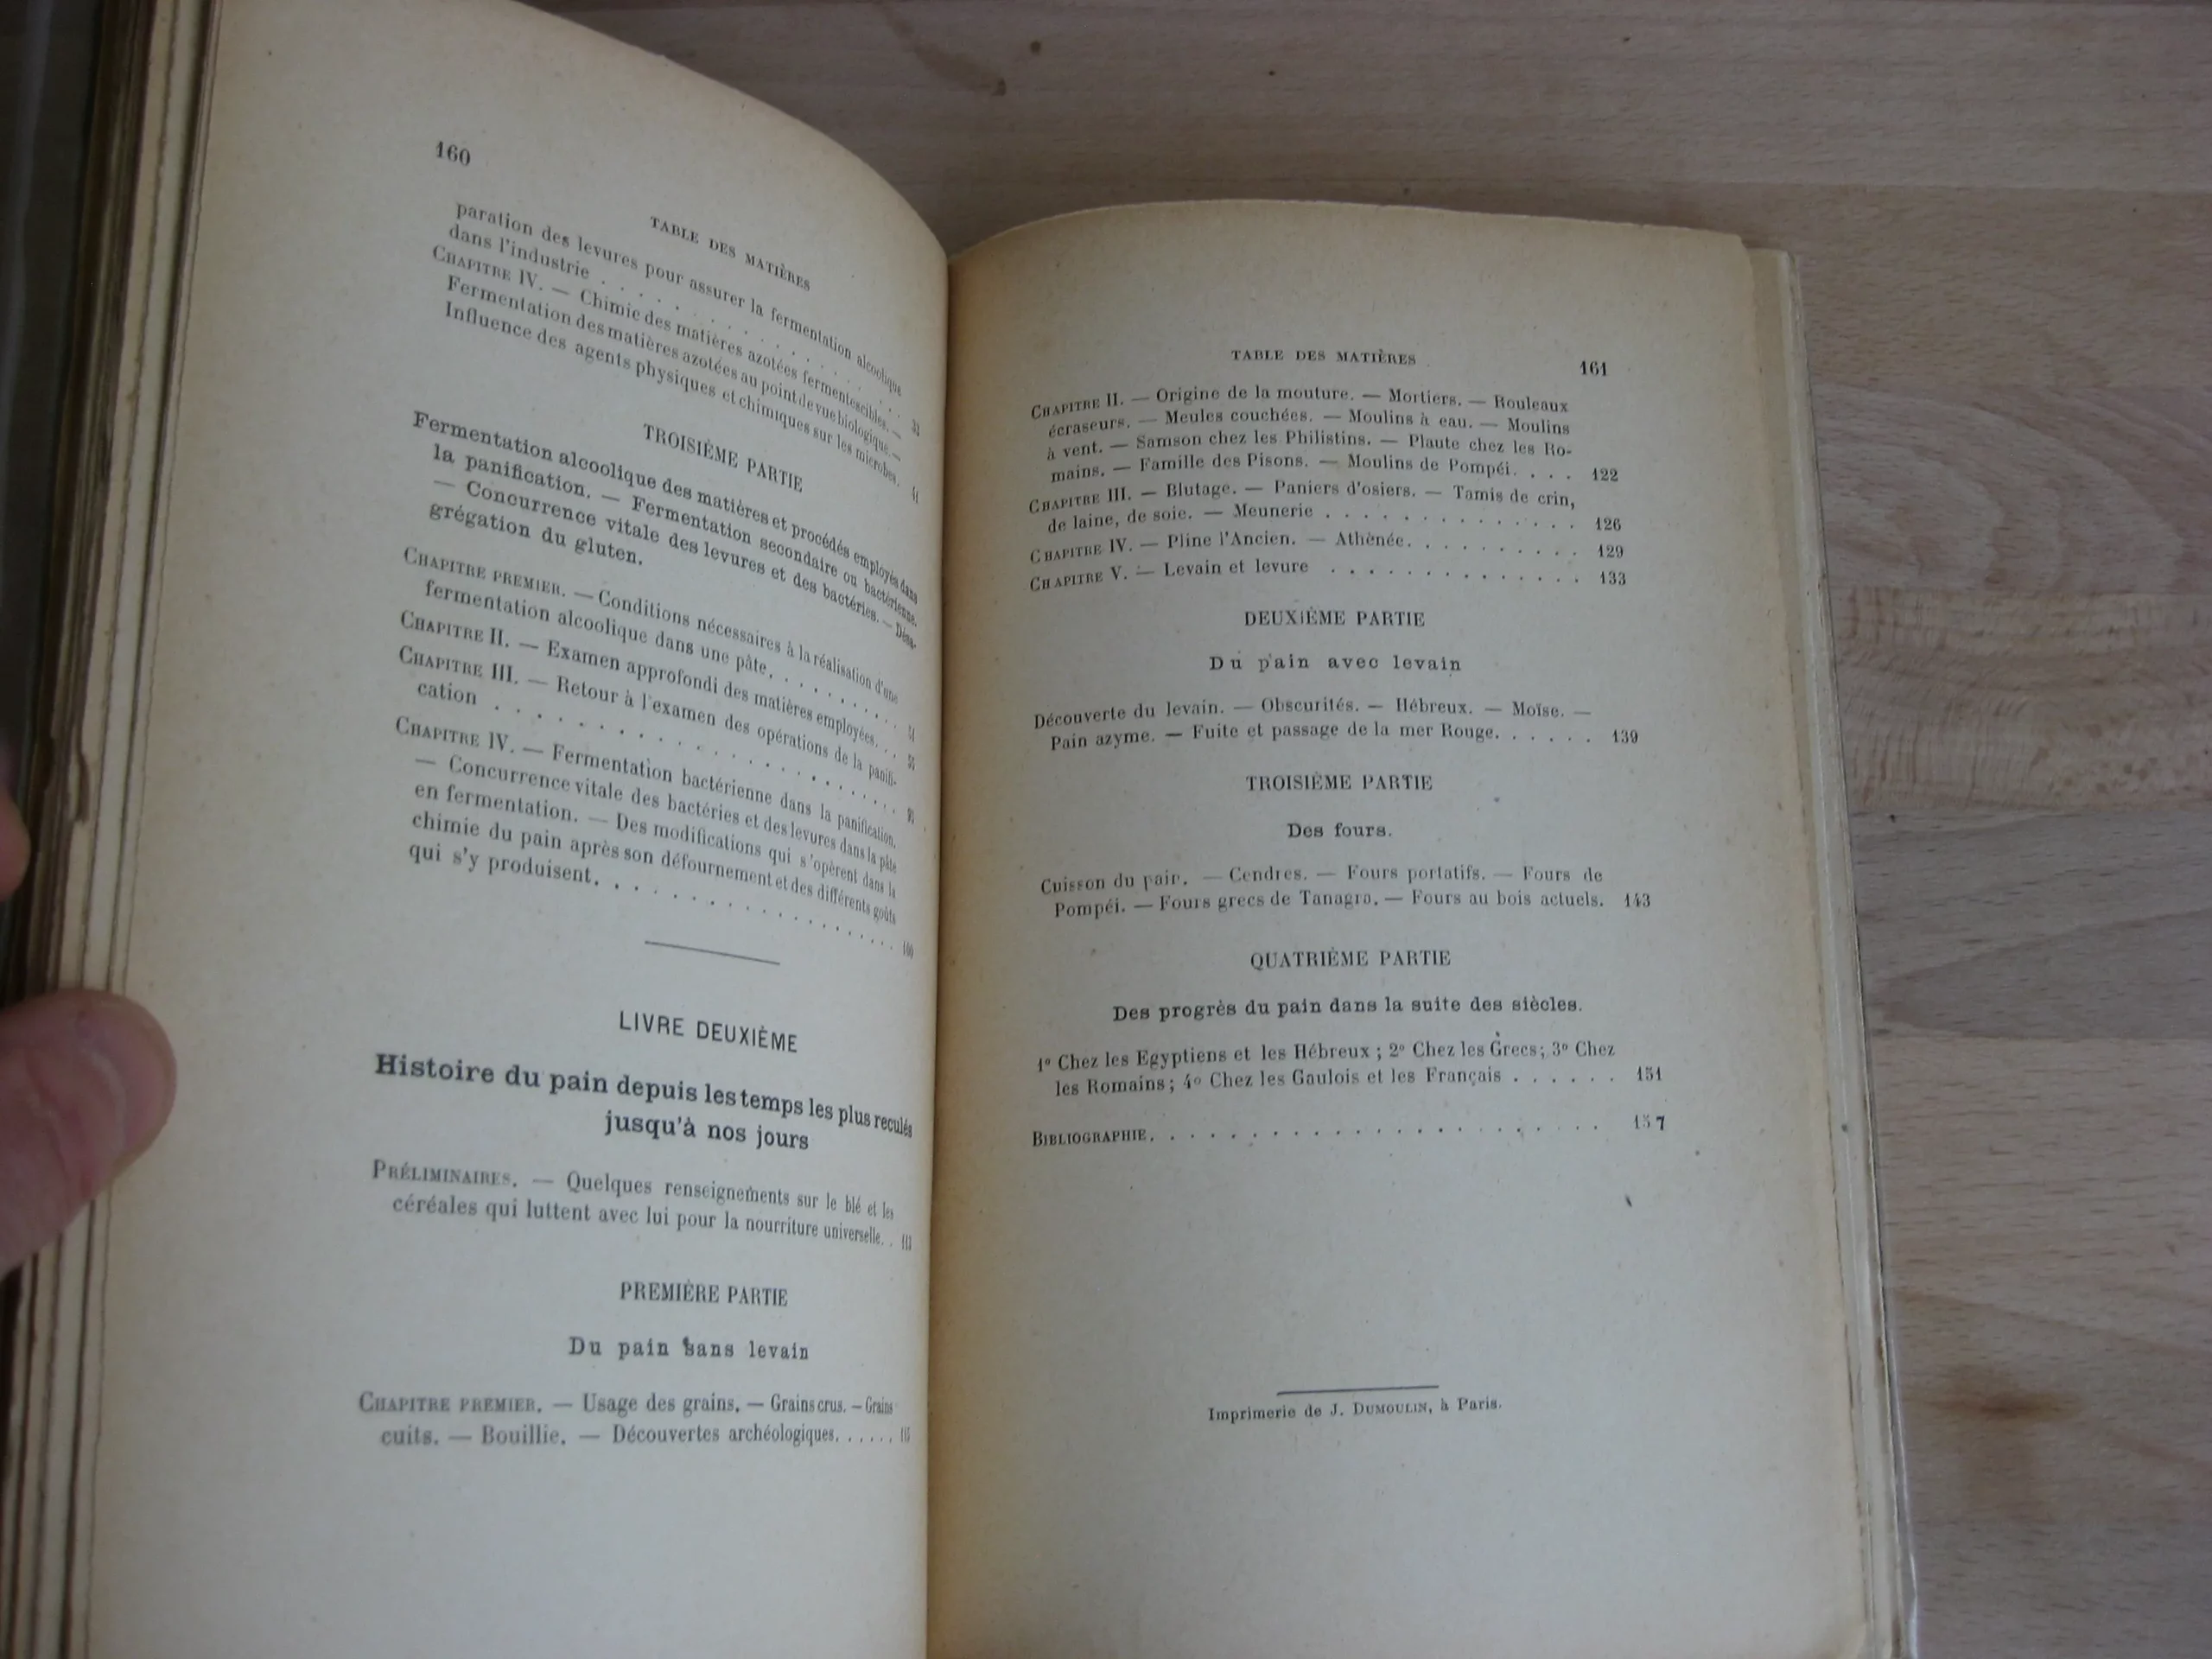 160
TABLE DES MATIÈRES
paration des levures pour assurer la fermentation alcoolique
dans l'industrie . . . . . . . . . .
CHAPITRE IV. — Chimie des matières azotées fermentescibles. —
Fermentation des matières azotées au point de vue biologique. —
Influence des agents physiques et chimiques sur les microbes.
TROISIÈME PARTIE
Fermentation alcoolique des matières et procédés employés dans
la panification. — Fermentation secondaire ou bactérienne.
— Concurrence vitale des levures et des bactéries. — Désa-
grégation du gluten.
CHAPITRE PREMIER. — Conditions nécessaires à la réalisation d'une
fermentation alcoolique dans une pâte. . . . . . . . . .
CHAPITRE II. — Examen approfondi des matières employées. . .
CHAPITRE III. — Retour à l'examen des opérations de la panifi-
cation . . . . . . . . . . . . . . . . . . .
CHAPITRE IV. — Fermentation bactérienne dans la panification.
— Concurrence vitale des bactéries et des levures dans la pâte
en fermentation. — Des modifications qui s'opèrent dans la
chimie du pain après son défournement et des différents goûts
qui s'y produisent. . . . . . . . . . . . . . . . 100
LIVRE DEUXIÈME
Histoire du pain depuis les temps les plus reculés
jusqu'à nos jours
PRÉLIMINAIRES. — Quelques renseignements sur le blé et les
céréales qui luttent avec lui pour la nourriture universelle. .
PREMIÈRE PARTIE
Du pain sans levain
CHAPITRE PREMIER. — Usage des grains. — Grains crus. — Grains
cuits. — Bouillie. — Découvertes archéologiques. . . . . .
TABLE DES MATIÈRES 161
CHAPITRE II. — Origine de la mouture. — Mortiers. — Rouleaux
écraseurs. — Meules couchées. — Moulins à eau. — Moulins
à vent. — Samson chez les Philistins. — Plaute chez les Ro-
mains. — Famille des Pisons. — Moulins de Pompéi. . . . 122
CHAPITRE III. — Blutage. — Paniers d'osiers. — Tamis de crin,
de laine, de soie. — Meunerie . . . . . . . . . . . . . . 126
CHAPITRE IV. — Pline l'Ancien. — Athènée. . . . . . . . . . 129
CHAPITRE V. — Levain et levure . . . . . . . . . . . . . . 133
DEUXIÈME PARTIE
Du pain avec levain
Découverte du levain. — Obscurités. — Hébreux. — Moïse. —
Pain azyme. — Fuite et passage de la mer Rouge. . . . . . 139
TROISIÈME PARTIE
Des fours.
Cuisson du pain. — Cendres. — Fours portatifs. — Fours de
Pompéi. — Fours grecs de Tanagra. — Fours au bois actuels. 143
QUATRIÈME PARTIE
Des progrès du pain dans la suite des siècles.
1º Chez les Egyptiens et les Hébreux ; 2º Chez les Grecs ; 3º Chez
les Romains ; 4º Chez les Gaulois et les Français . . . . . . 151
BIBLIOGRAPHIE. . . . . . . . . . . . . . . . . . . . . . . 157
Imprimerie de J. DUMOULIN, à Paris.